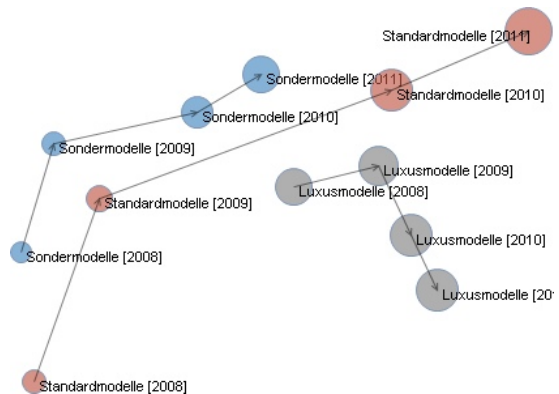 Standardmodelle [2011]
Sondermodelle [2011]
Standardmodelle [2010]
Sondermodelle [2010]
Sondermodelle [2009]
Luxusmodelle [2009]
Luxusmodelle [2008]
Standardmodelle [2009]
Luxusmodelle [2010]
Sondermodelle [2008]
Luxusmodelle [201
Standardmodelle [2008]